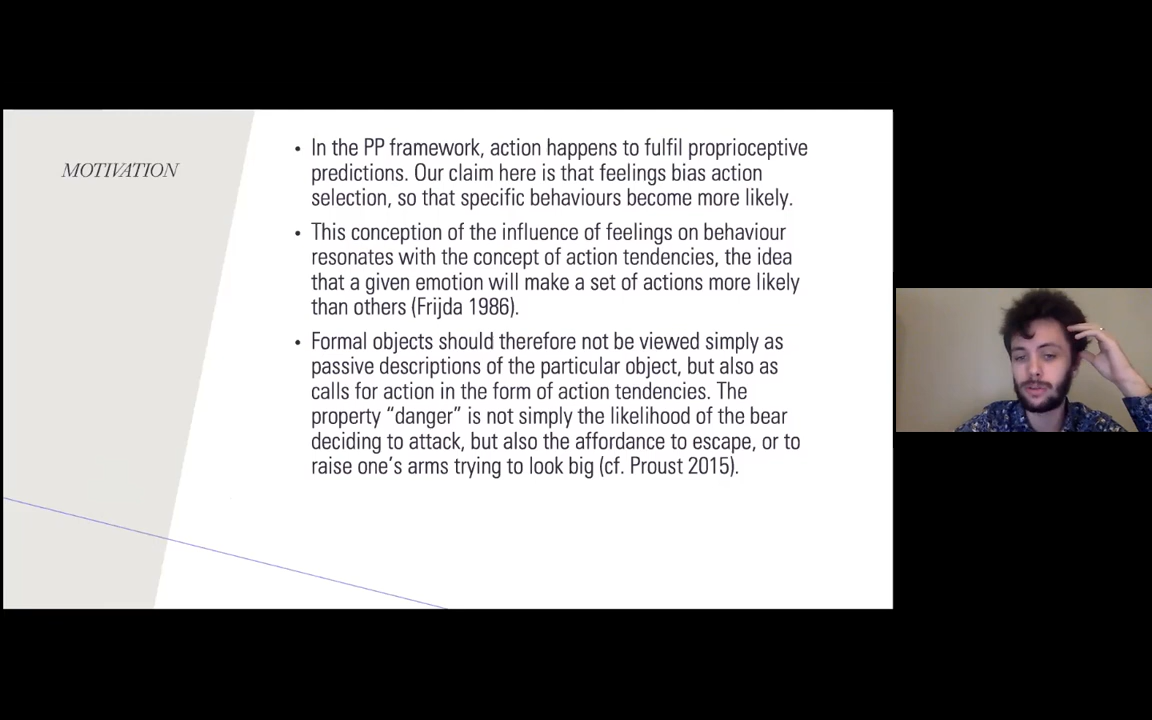 MOTIVATION
• In the PP framework, action happens to fulfil proprioceptive
predictions. Our claim here is that feelings bias action
selection, so that specific behaviours become more likely.
• This conception of the influence of feelings on behaviour
resonates with the concept of action tendencies, the idea
that a given emotion will make a set of actions more likely
than others (Frijda 1986).
• Formal objects should therefore not be viewed simply as
passive descriptions of the particular object, but also as
calls for action in the form of action tendencies. The
property “danger” is not simply the likelihood of the bear
deciding to attack, but also the affordance to escape, or to
raise one’s arms trying to look big (cf. Proust 2015).